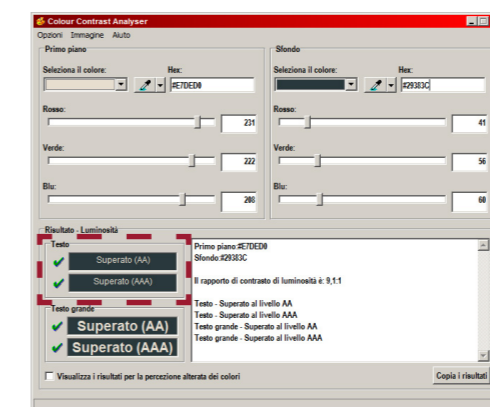 Colour Contrast Analyser
Opzioni Immagine Aiuto
Primo piano
Seleziona il colore: Hex:
#E7DED0
Rosso:
231
Verde:
222
Blu:
208
Sfondo
Seleziona il colore: Hex:
#29383C
Rosso:
41
Verde:
56
Blu:
60
Risultato - Luminosità
Testo
Superato (AA)
Superato (AAA)
Testo grande
Superato (AA)
Superato (AAA)
Primo piano:#E7DED0
Sfondo:#29383C
Il rapporto di contrasto di luminosità è: 9,1:1
Testo - Superato al livello AA
Testo - Superato al livello AAA
Testo grande - Superato al livello AA
Testo grande - Superato al livello AAA
Visualizza i risultati per la percezione alterata dei colori
Copia i risultati